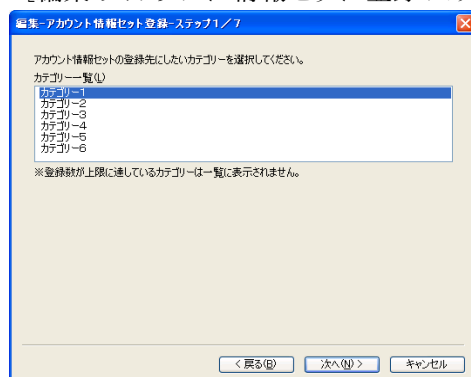 編集-アカウント情報セット登録-ステップ1/7
アカウント情報セットの登録先にしたいカテゴリーを選択してください。
カテゴリー一覧(L)
カテゴリー1
カテゴリー2
カテゴリー3
カテゴリー4
カテゴリー5
カテゴリー6
※登録数が上限に達しているカテゴリーは一覧に表示されません。
< 戻る(B) 次へ(N) > キャンセル